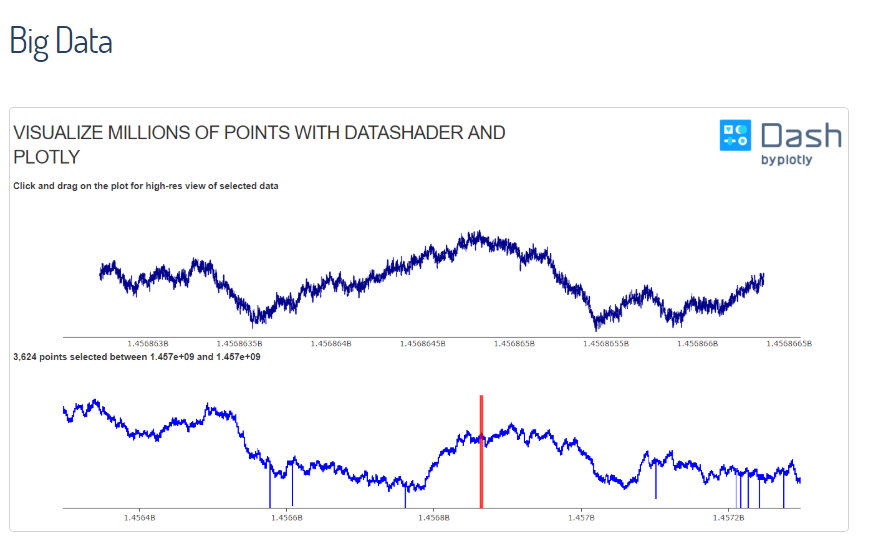 Big Data
VISUALIZE MILLIONS OF POINTS WITH DATASHADER AND
PLOTLY
Dash
by plotly
Click and drag on the plot for high-res view of selected data
1.456863B 1.4568635B 1.456864B 1.4568645B 1.456865B 1.4568655B 1.456866B 1.4568665B
3,624 points selected between 1.457e+09 and 1.457e+09
1.4564B 1.4566B 1.4568B 1.457B 1.4572B